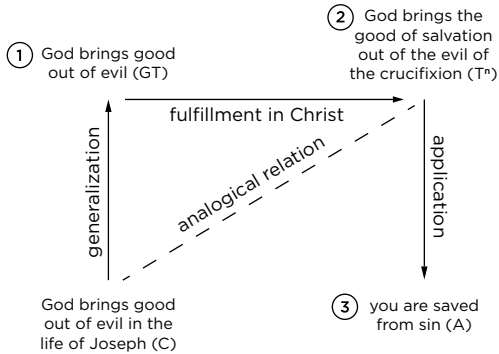 1 God brings good
out of evil (GT)
2 God brings the
good of salvation
out of the evil of
the crucifixion (Tⁿ)
fulfillment in Christ
generalization
analogical relation
application
God brings good
out of evil in the
life of Joseph (C)
3 you are saved
from sin (A)